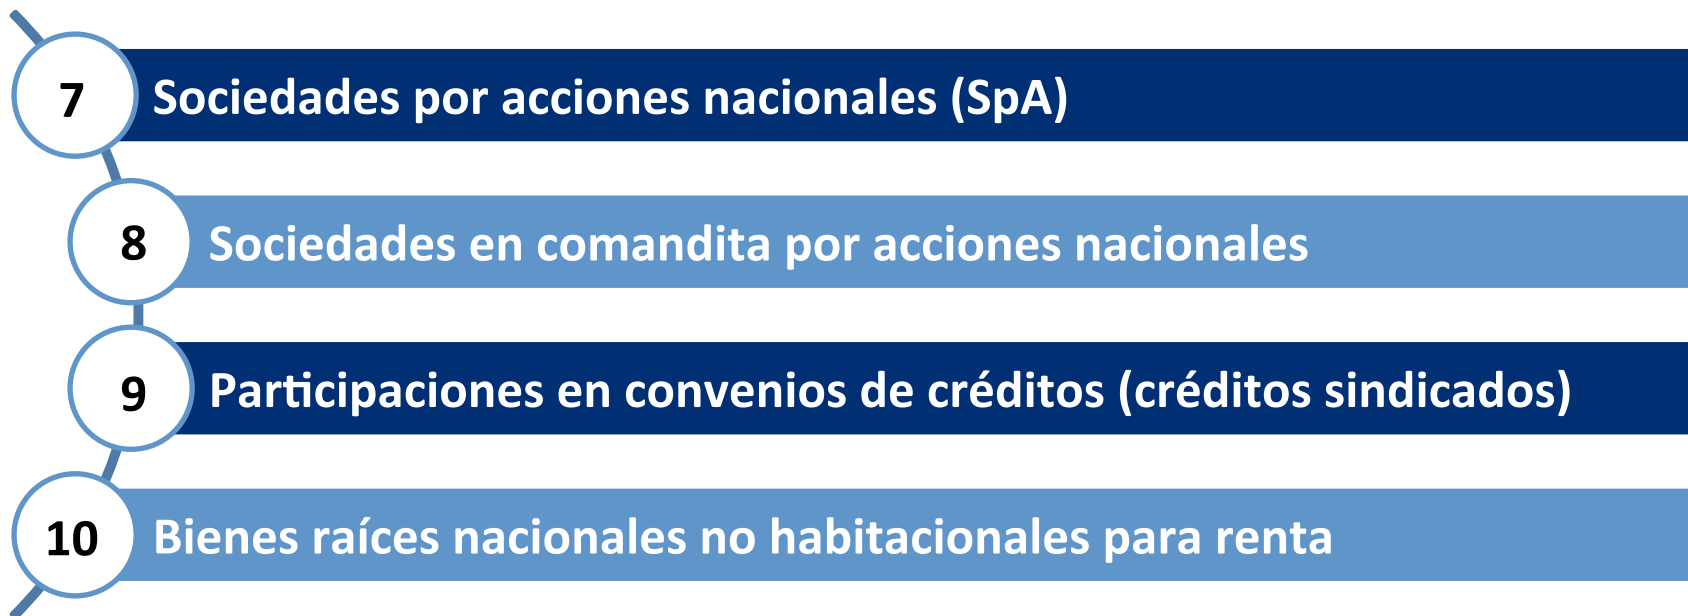 7 Sociedades por acciones nacionales (SpA)
8 Sociedades en comandita por acciones nacionales
9 Participaciones en convenios de créditos (créditos sindicados)
10 Bienes raíces nacionales no habitacionales para renta